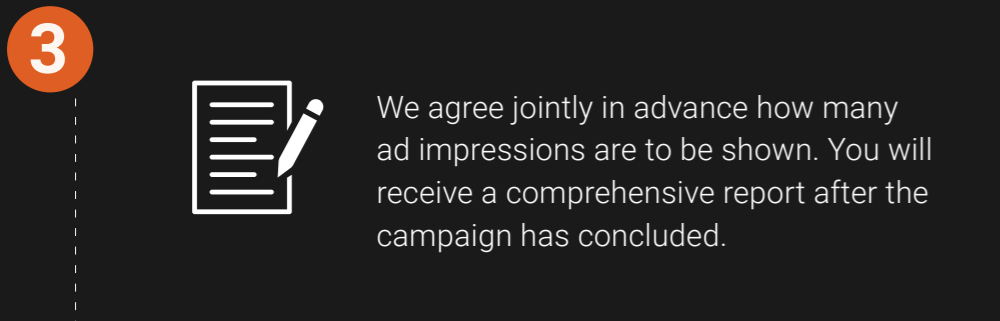 3
We agree jointly in advance how many
ad impressions are to be shown. You will
receive a comprehensive report after the
campaign has concluded.